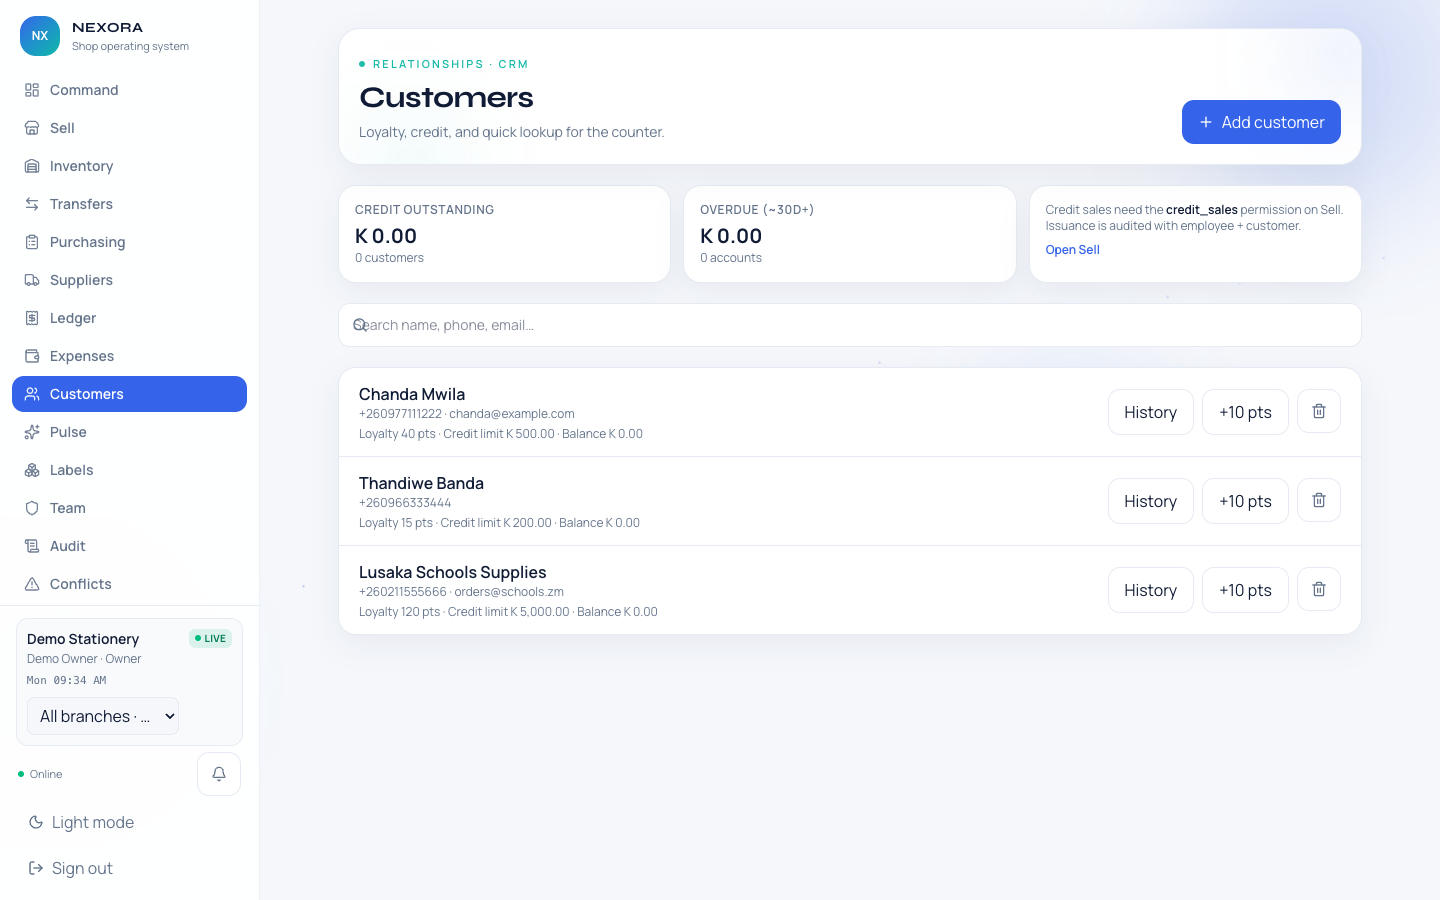 NX
NEXORA
Shop operating system
Command
Sell
Inventory
Transfers
Purchasing
Suppliers
Ledger
Expenses
Customers
Pulse
Labels
Team
Audit
Conflicts
Demo Stationery
LIVE
Demo Owner · Owner
Mon 09:34 AM
All branches · ...
Online
Light mode
Sign out
RELATIONSHIPS · CRM
Customers
Loyalty, credit, and quick lookup for the counter.
Add customer
CREDIT OUTSTANDING
K 0.00
0 customers
OVERDUE (~30D+)
K 0.00
0 accounts
Credit sales need the credit_sales permission on Sell.
Issuance is audited with employee + customer.
Open Sell
Search name, phone, email...
Chanda Mwila
+260977111222 · chanda@example.com
Loyalty 40 pts · Credit limit K 500.00 · Balance K 0.00
History
+10 pts
Thandiwe Banda
+260966333444
Loyalty 15 pts · Credit limit K 200.00 · Balance K 0.00
History
+10 pts
Lusaka Schools Supplies
+260211555666 · orders@schools.zm
Loyalty 120 pts · Credit limit K 5,000.00 · Balance K 0.00
History
+10 pts